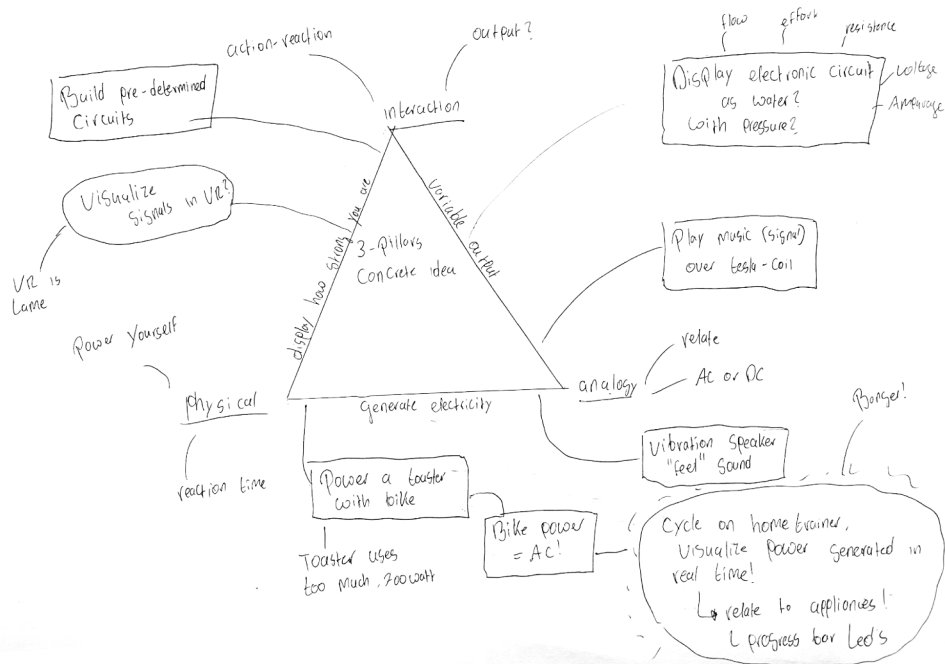 flow
effort
resistance
output?
action-reaction
Build pre-determined
circuits
interaction
Display electronic circuit
as water?
with pressure?
Voltage
Amparage
Visualize
signals in VR?
VR is
Lame
display how strong you are
Variable output
3-pillars
Concrete idea
Play music (signal)
over tesla-coil
Power Yourself
physical
reaction time
generate electricity
analogy
relate
AC or DC
Banger!
Vibration speaker
"feel" sound
Power a toaster
with bike
Toaster uses
too much, 700watt
Bike power
= AC!
Cycle on hometrainer,
Visualize power generated in
real time!
relate to appliances!
progress bar Led's